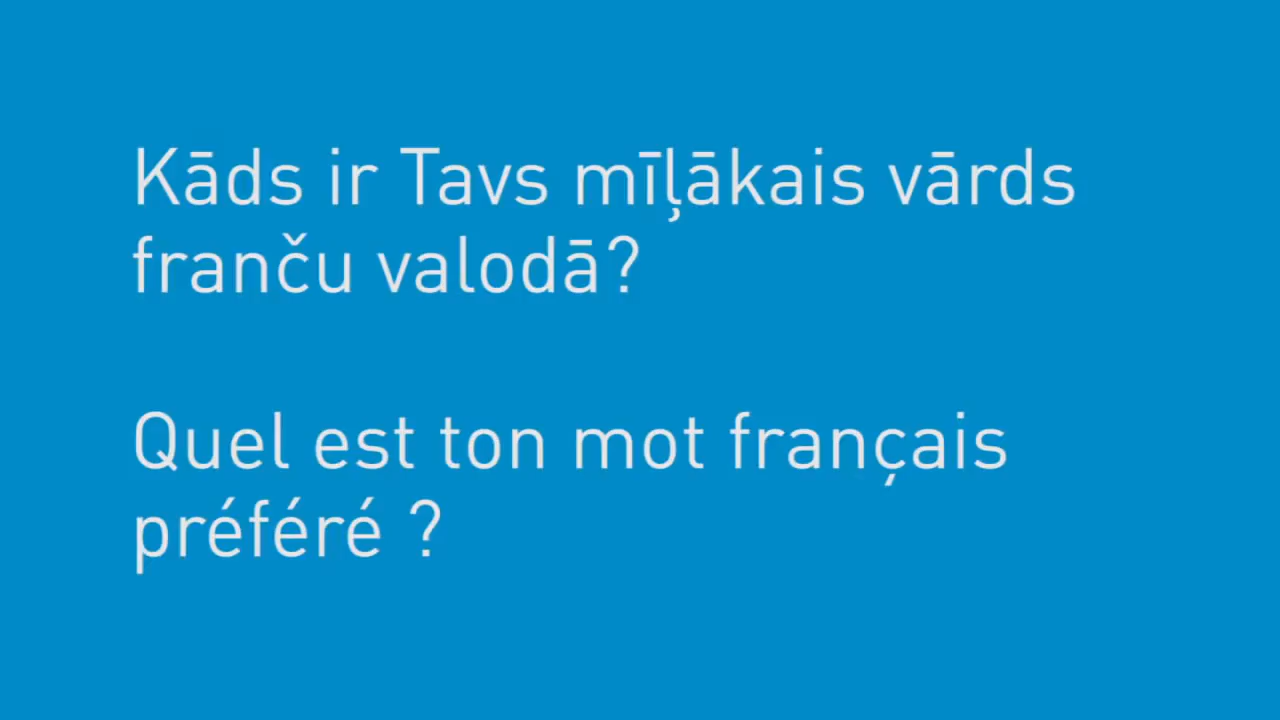 Kāds ir Tavs mīļākais vārds
franču valodā?
Quel est ton mot français
préféré ?